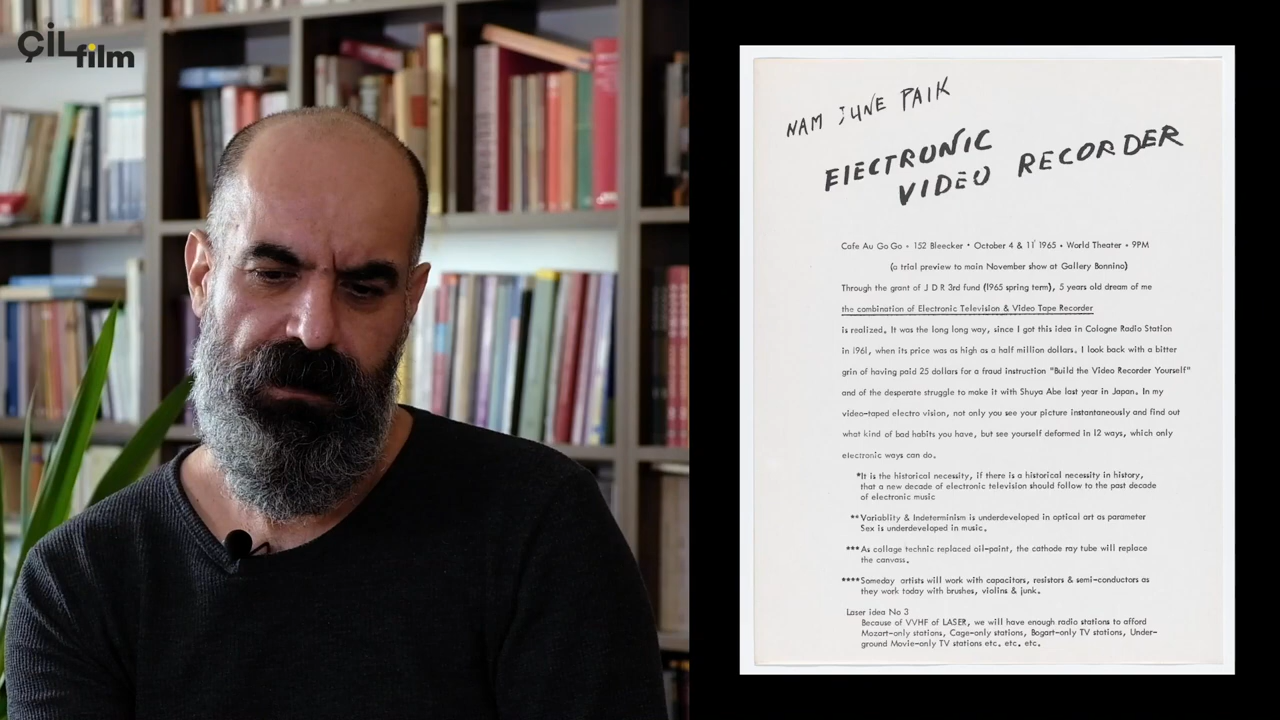 ÇİL
film
NAM JUNE PAIK
ELECTRONIC
VIDEO RECORDER
Cafe Au Go Go • 152 Bleecker • October 4 & 11 1965 • World Theater • 9PM
(a trial preview to main November show at Gallery Bonnino)
Through the grant of J D R 3rd fund (1965 spring term), 5 years old dream of me
the combination of Electronic Television & Video Tape Recorder
is realized. It was the long long way, since I got this idea in Cologne Radio Station
in 1961, when its price was as high as a half million dollars. I look back with a bitter
grin of having paid 25 dollars for a fraud instruction "Build the Video Recorder Yourself"
and of the desperate struggle to make it with Shuya Abe last year in Japan. In my
video-taped electro vision, not only you see your picture instantaneously and find out
what kind of bad habits you have, but see yourself deformed in 12 ways, which only
electronic ways can do.
*It is the historical necessity, if there is a historical necessity in history,
that a new decade of electronic television should follow to the past decade
of electronic music
**Variablity & Indeterminism is underdeveloped in optical art as parameter
Sex is underdeveloped in music.
***As collage technic replaced oil-paint, the cathode ray tube will replace
the canvass.
****Someday artists will work with capacitors, resistors & semi-conductors as
they work today with brushes, violins & junk.
Laser idea No 3
Because of VVHF of LASER, we will have enough radio stations to afford
Mozart-only stations, Cage-only stations, Bogart-only TV stations, Under-
ground Movie-only TV stations etc. etc. etc.